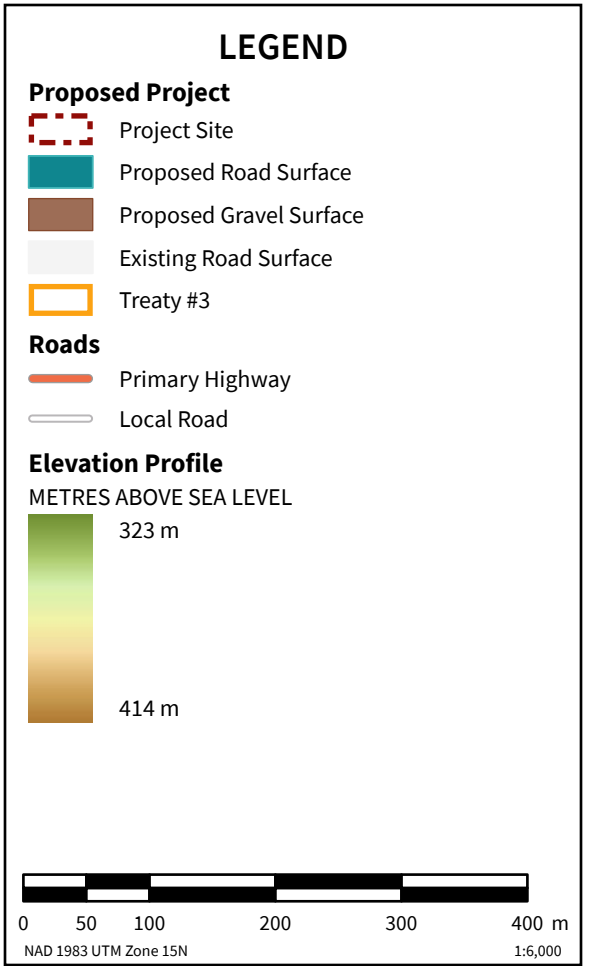 LEGEND
Proposed Project
Project Site
Proposed Road Surface
Proposed Gravel Surface
Existing Road Surface
Treaty #3
Roads
Primary Highway
Local Road
Elevation Profile
METRES ABOVE SEA LEVEL
323 m
414 m
0 50 100 200 300 400 m
NAD 1983 UTM Zone 15N 1:6,000